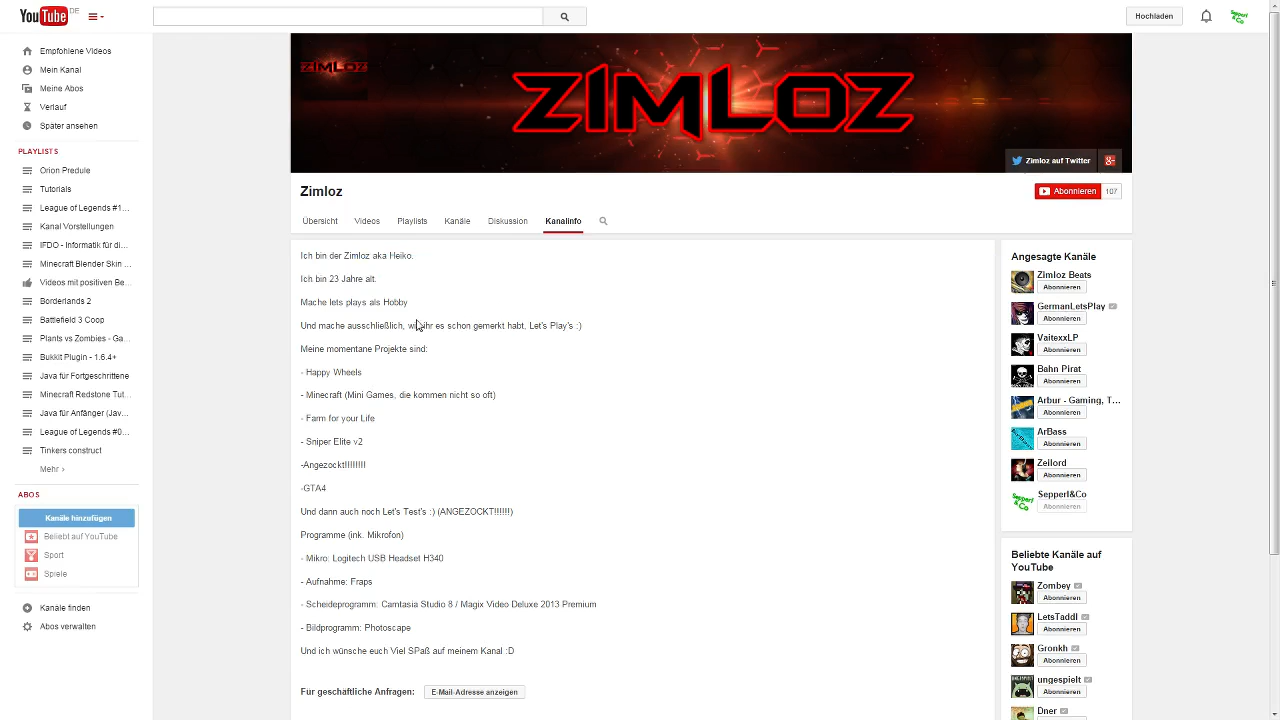 YouTube DE
Hochladen
Sepperl &Co
Empfohlene Videos
Mein Kanal
Meine Abos
Verlauf
Später ansehen
PLAYLISTS
Orion Predule
Tutorials
League of Legends #1...
Kanal Vorstellungen
IFDO - Informatik für di...
Minecraft Blender Skin ...
Videos mit positiven Be...
Borderlands 2
Battlefield 3 Coop
Plants vs Zombies - Ga...
Bukkit Plugin - 1.6.4+
Java für Fortgeschrittene
Minecraft Redstone Tut...
Java für Anfänger (Jav...
League of Legends #0...
Tinkers construct
Mehr ›
ABOS
Kanäle hinzufügen
Beliebt auf YouTube
Sport
Spiele
Kanäle finden
Abos verwalten
ZIMLOZ
ZIMLOZ
Zimloz auf Twitter
Zimloz
Abonnieren 107
Übersicht Videos Playlists Kanäle Diskussion Kanalinfo
Ich bin der Zimloz aka Heiko.
Ich bin 23 Jahre alt.
Mache lets plays als Hobby
Und mache ausschließlich, wie ihr es schon gemerkt habt. Let's Play's :)
Meine momentane Projekte sind:
- Happy Wheels
- Minecraft (Mini Games, die kommen nicht so oft)
- Farm for your Life
- Sniper Elite v2
-Angezockt!!!!!!!!
-GTA4
Und dann auch noch Let's Test's :) (ANGEZOCKT!!!!!!)
Programme (ink. Mikrofon)
- Mikro: Logitech USB Headset H340
- Aufnahme: Fraps
- Scheideprogramm: Camtasia Studio 8 / Magix Video Deluxe 2013 Premium
- Bildprogramm: Photoscape
Und ich wünsche euch Viel SPaß auf meinem Kanal :D
Für geschäftliche Anfragen: E-Mail-Adresse anzeigen
Angesagte Kanäle
Zimloz Beats
Abonnieren
GermanLetsPlay
Abonnieren
VaitexxLP
Abonnieren
Bahn Pirat
Abonnieren
Arbur - Gaming, T...
Abonnieren
ArBass
Abonnieren
Zeilord
Abonnieren
Sepperl&Co
Abonnieren
Beliebte Kanäle auf
YouTube
Zombey
Abonnieren
LetsTaddl
Abonnieren
Gronkh
Abonnieren
ungespielt
Abonnieren
Dner